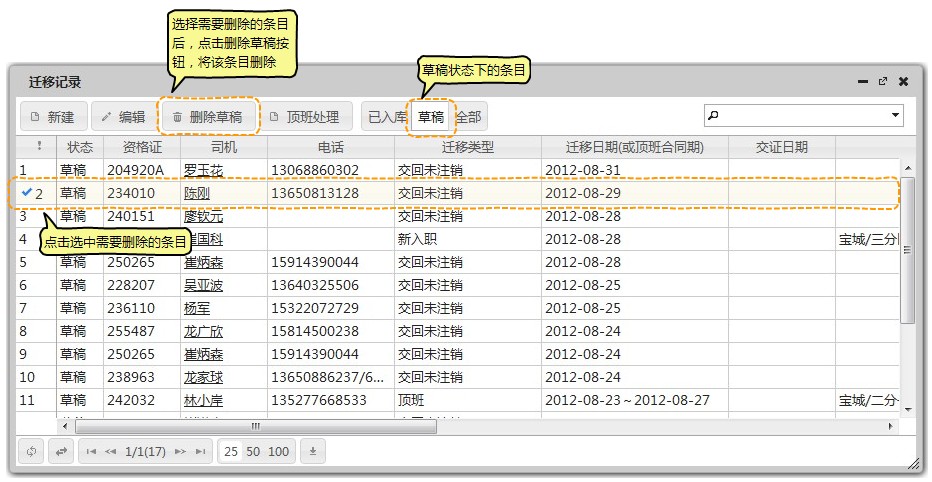 选择需要删除的条目
后，点击删除草稿按
钮，将该条目删除
草稿状态下的条目
迁移记录
新建 编辑 删除草稿 顶班处理 已入库 草稿 全部
! 状态 资格证 司机 电话 迁移类型 迁移日期(或顶班合同期) 交证日期
1 草稿 204920A 罗玉花 13068860302 交回未注销 2012-08-31
2 草稿 234010 陈刚 13650813128 交回未注销 2012-08-29
3 草稿 240151 廖钦元 交回未注销 2012-08-28
点击选中需要删除的条目
4 国科 新入职 2012-08-28 宝城/三分
5 草稿 250265 崔炳森 15914390044 交回未注销 2012-08-28
6 草稿 228207 吴亚波 13640325506 交回未注销 2012-08-25
7 草稿 236110 杨军 15322072729 交回未注销 2012-08-25
8 草稿 255487 龙广欣 15814500238 交回未注销 2012-08-24
9 草稿 250265 崔炳森 15914390044 交回未注销 2012-08-24
10 草稿 238963 龙家球 13650886237/6... 交回未注销 2012-08-24
11 草稿 242032 林小岸 135277668533 顶班 2012-08-23～2012-08-27 宝城/二分
1/1(17) 25 50 100